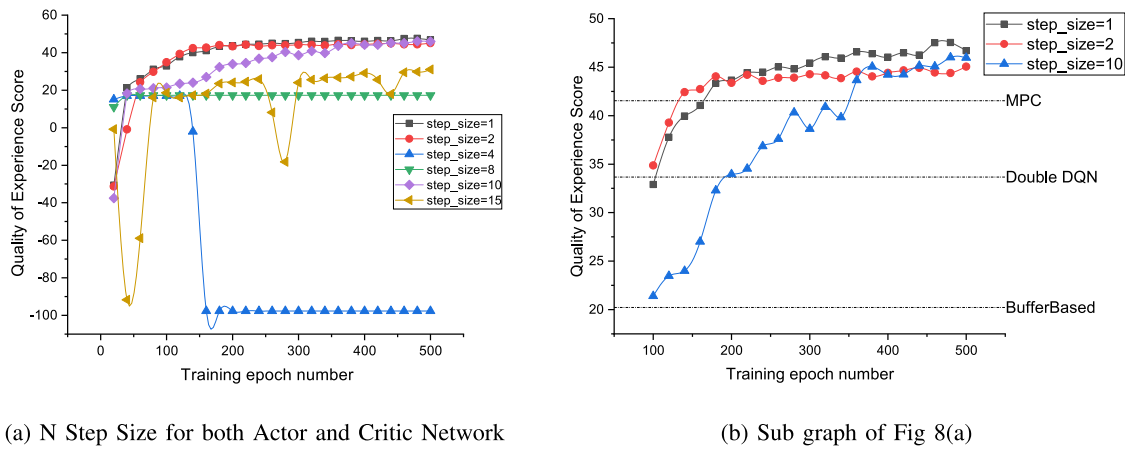 60
40
20
0
-20
-40
-60
-80
-100
Quality of Experience Score
0
100
200
300
400
500
Training epoch number
step_size=1
step_size=2
step_size=4
step_size=8
step_size=10
step_size=15
(a) N Step Size for both Actor and Critic Network
50
45
40
35
30
25
20
Quality of Experience Score
100
200
300
400
500
Training epoch number
step_size=1
step_size=2
step_size=10
MPC
Double DQN
BufferBased
(b) Sub graph of Fig 8(a)